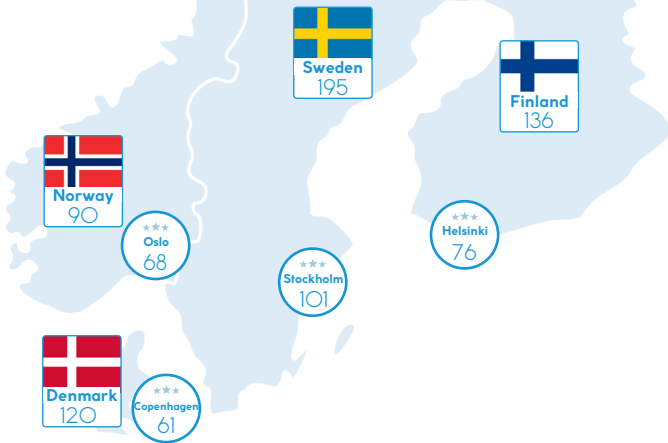 Sweden
195
Finland
136
Norway
90
Oslo
68
Helsinki
76
Stockholm
101
Denmark
120
Copenhagen
61